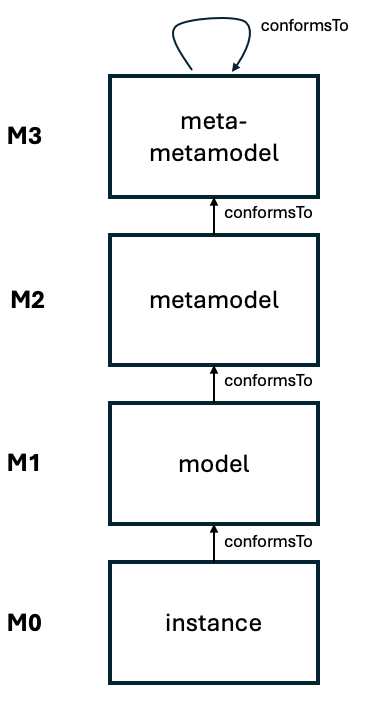 conformsTo
M3
meta-
metamodel
conformsTo
M2
metamodel
conformsTo
M1
model
conformsTo
M0
instance